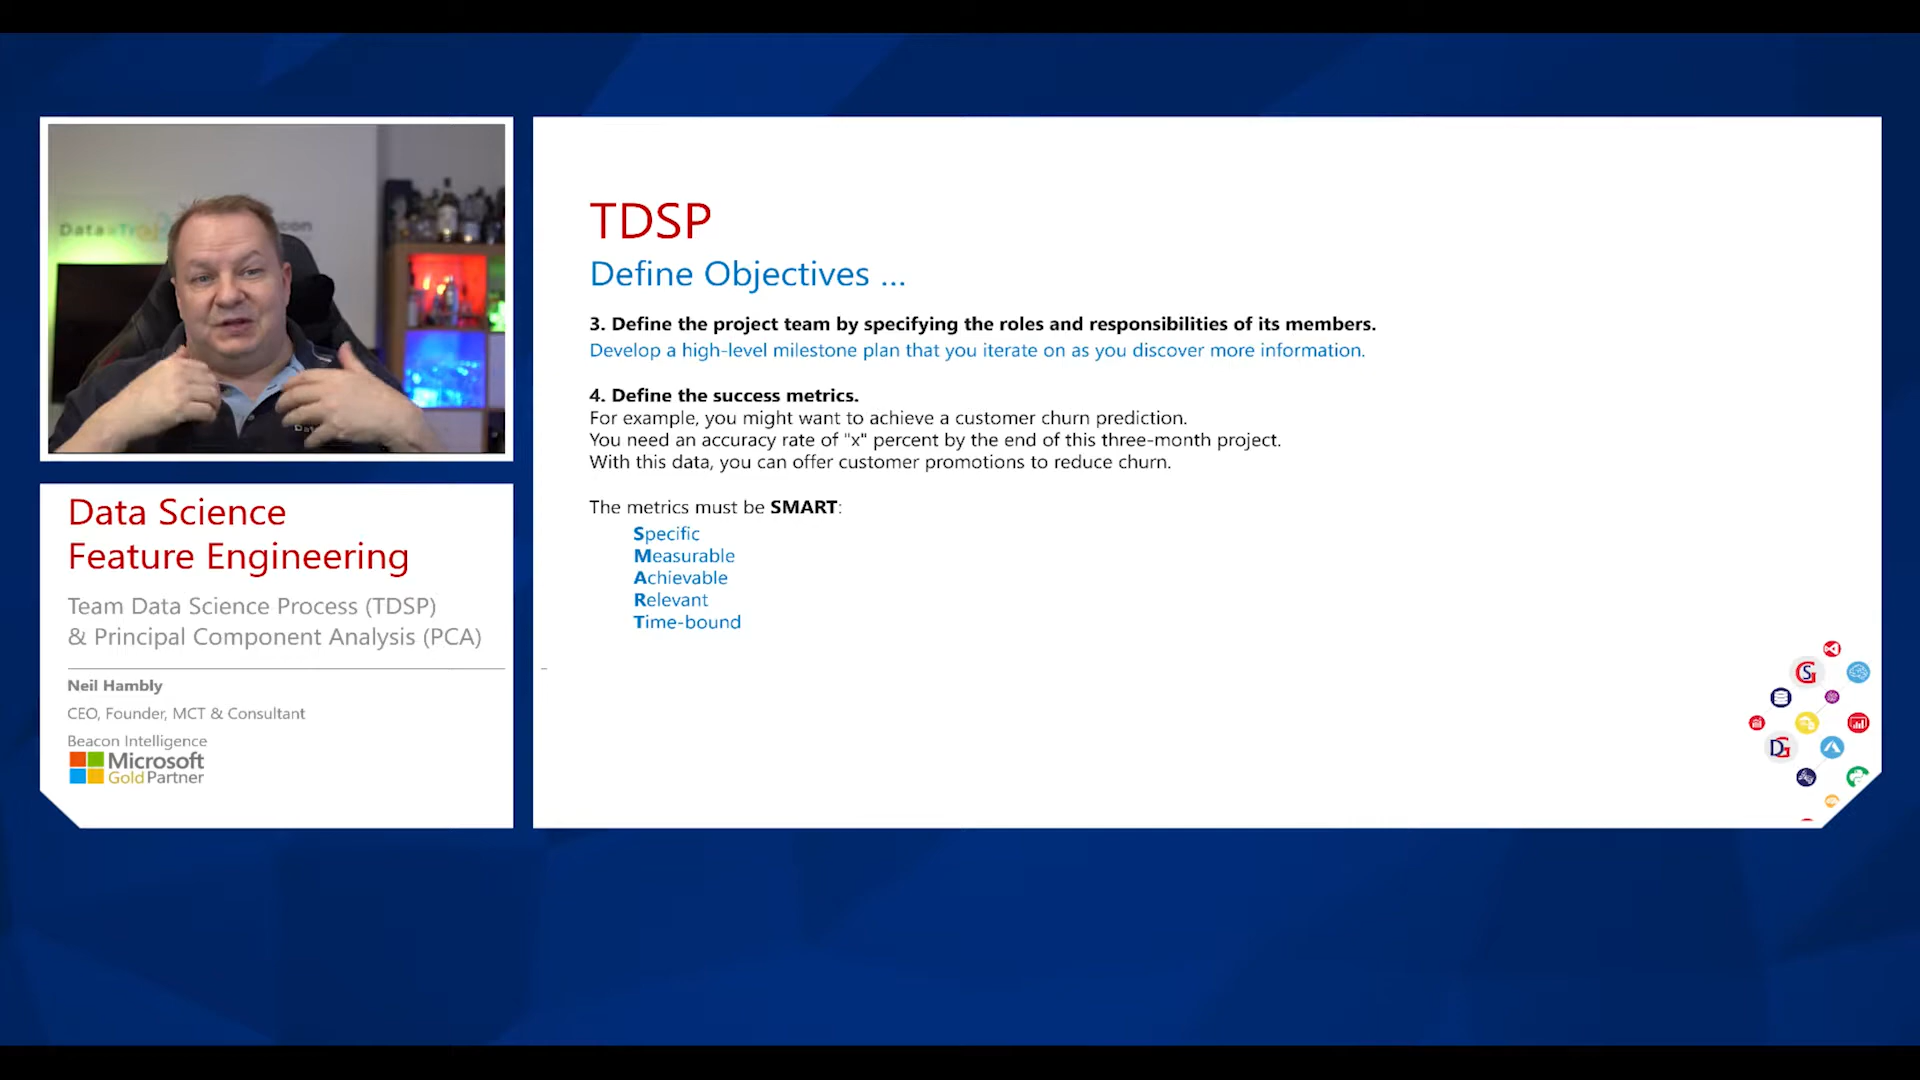 Data
con
Data Science
Feature Engineering
Team Data Science Process (TDSP)
& Principal Component Analysis (PCA)
Neil Hambly
CEO, Founder, MCT & Consultant
Beacon Intelligence
Microsoft
Gold Partner
TDSP
Define Objectives ...
3. Define the project team by specifying the roles and responsibilities of its members.
Develop a high-level milestone plan that you iterate on as you discover more information.
4. Define the success metrics.
For example, you might want to achieve a customer churn prediction.
You need an accuracy rate of "x" percent by the end of this three-month project.
With this data, you can offer customer promotions to reduce churn.
The metrics must be SMART:
Specific
Measurable
Achievable
Relevant
Time-bound